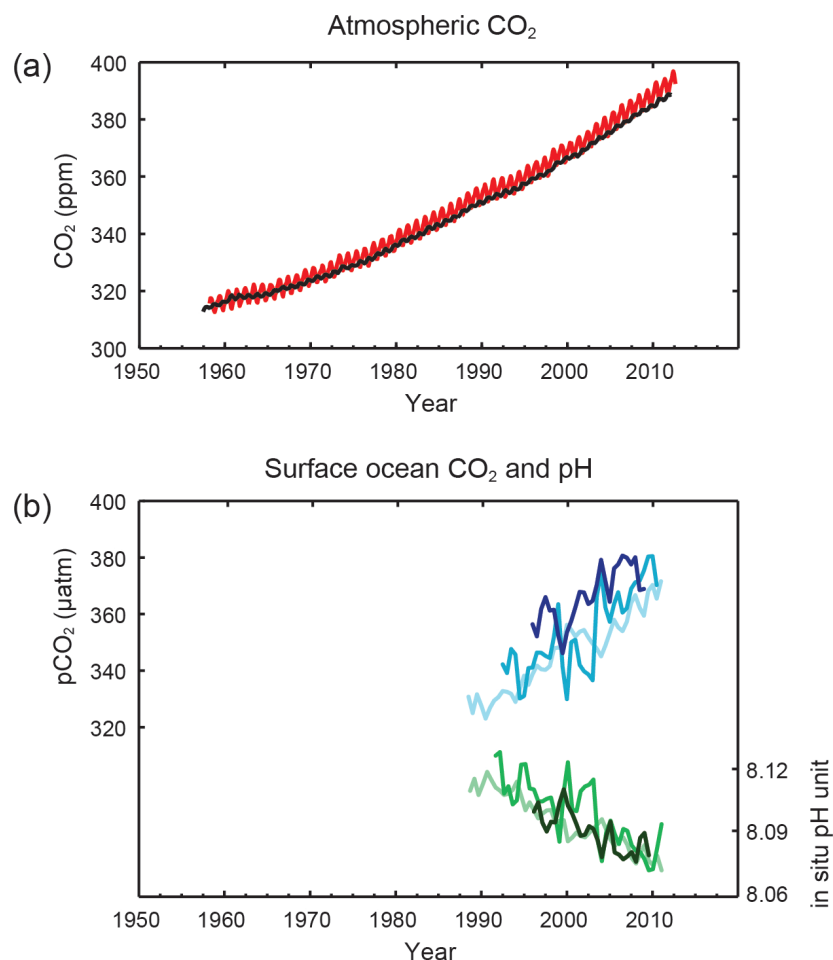 Atmospheric CO₂
(a)
400
380
360
340
320
300
CO₂ (ppm)
1950 1960 1970 1980 1990 2000 2010
Year
Surface ocean CO₂ and pH
(b)
400
380
360
340
320
pCO₂ (µatm)
8.12
8.09
8.06
in situ pH unit
1950 1960 1970 1980 1990 2000 2010
Year